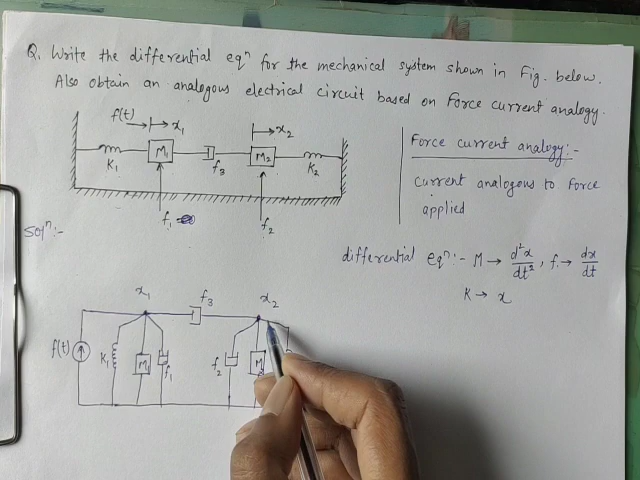 Q. Write the differential eqⁿ for the mechanical system shown in Fig. below.
Also obtain an analogous electrical circuit based on Force current analogy.
f(t) x₁ x₂
K₁ M₁ f₃ M₂ K₂
f₁ f₂
Force current analogy:-
Current analogous to force
applied
Solⁿ:-
differential eqⁿ:- M → d²x/dt², f → dx/dt
K → x
x₁ f₃ x₂
f(t) K₁ M₁ f₁ f₂